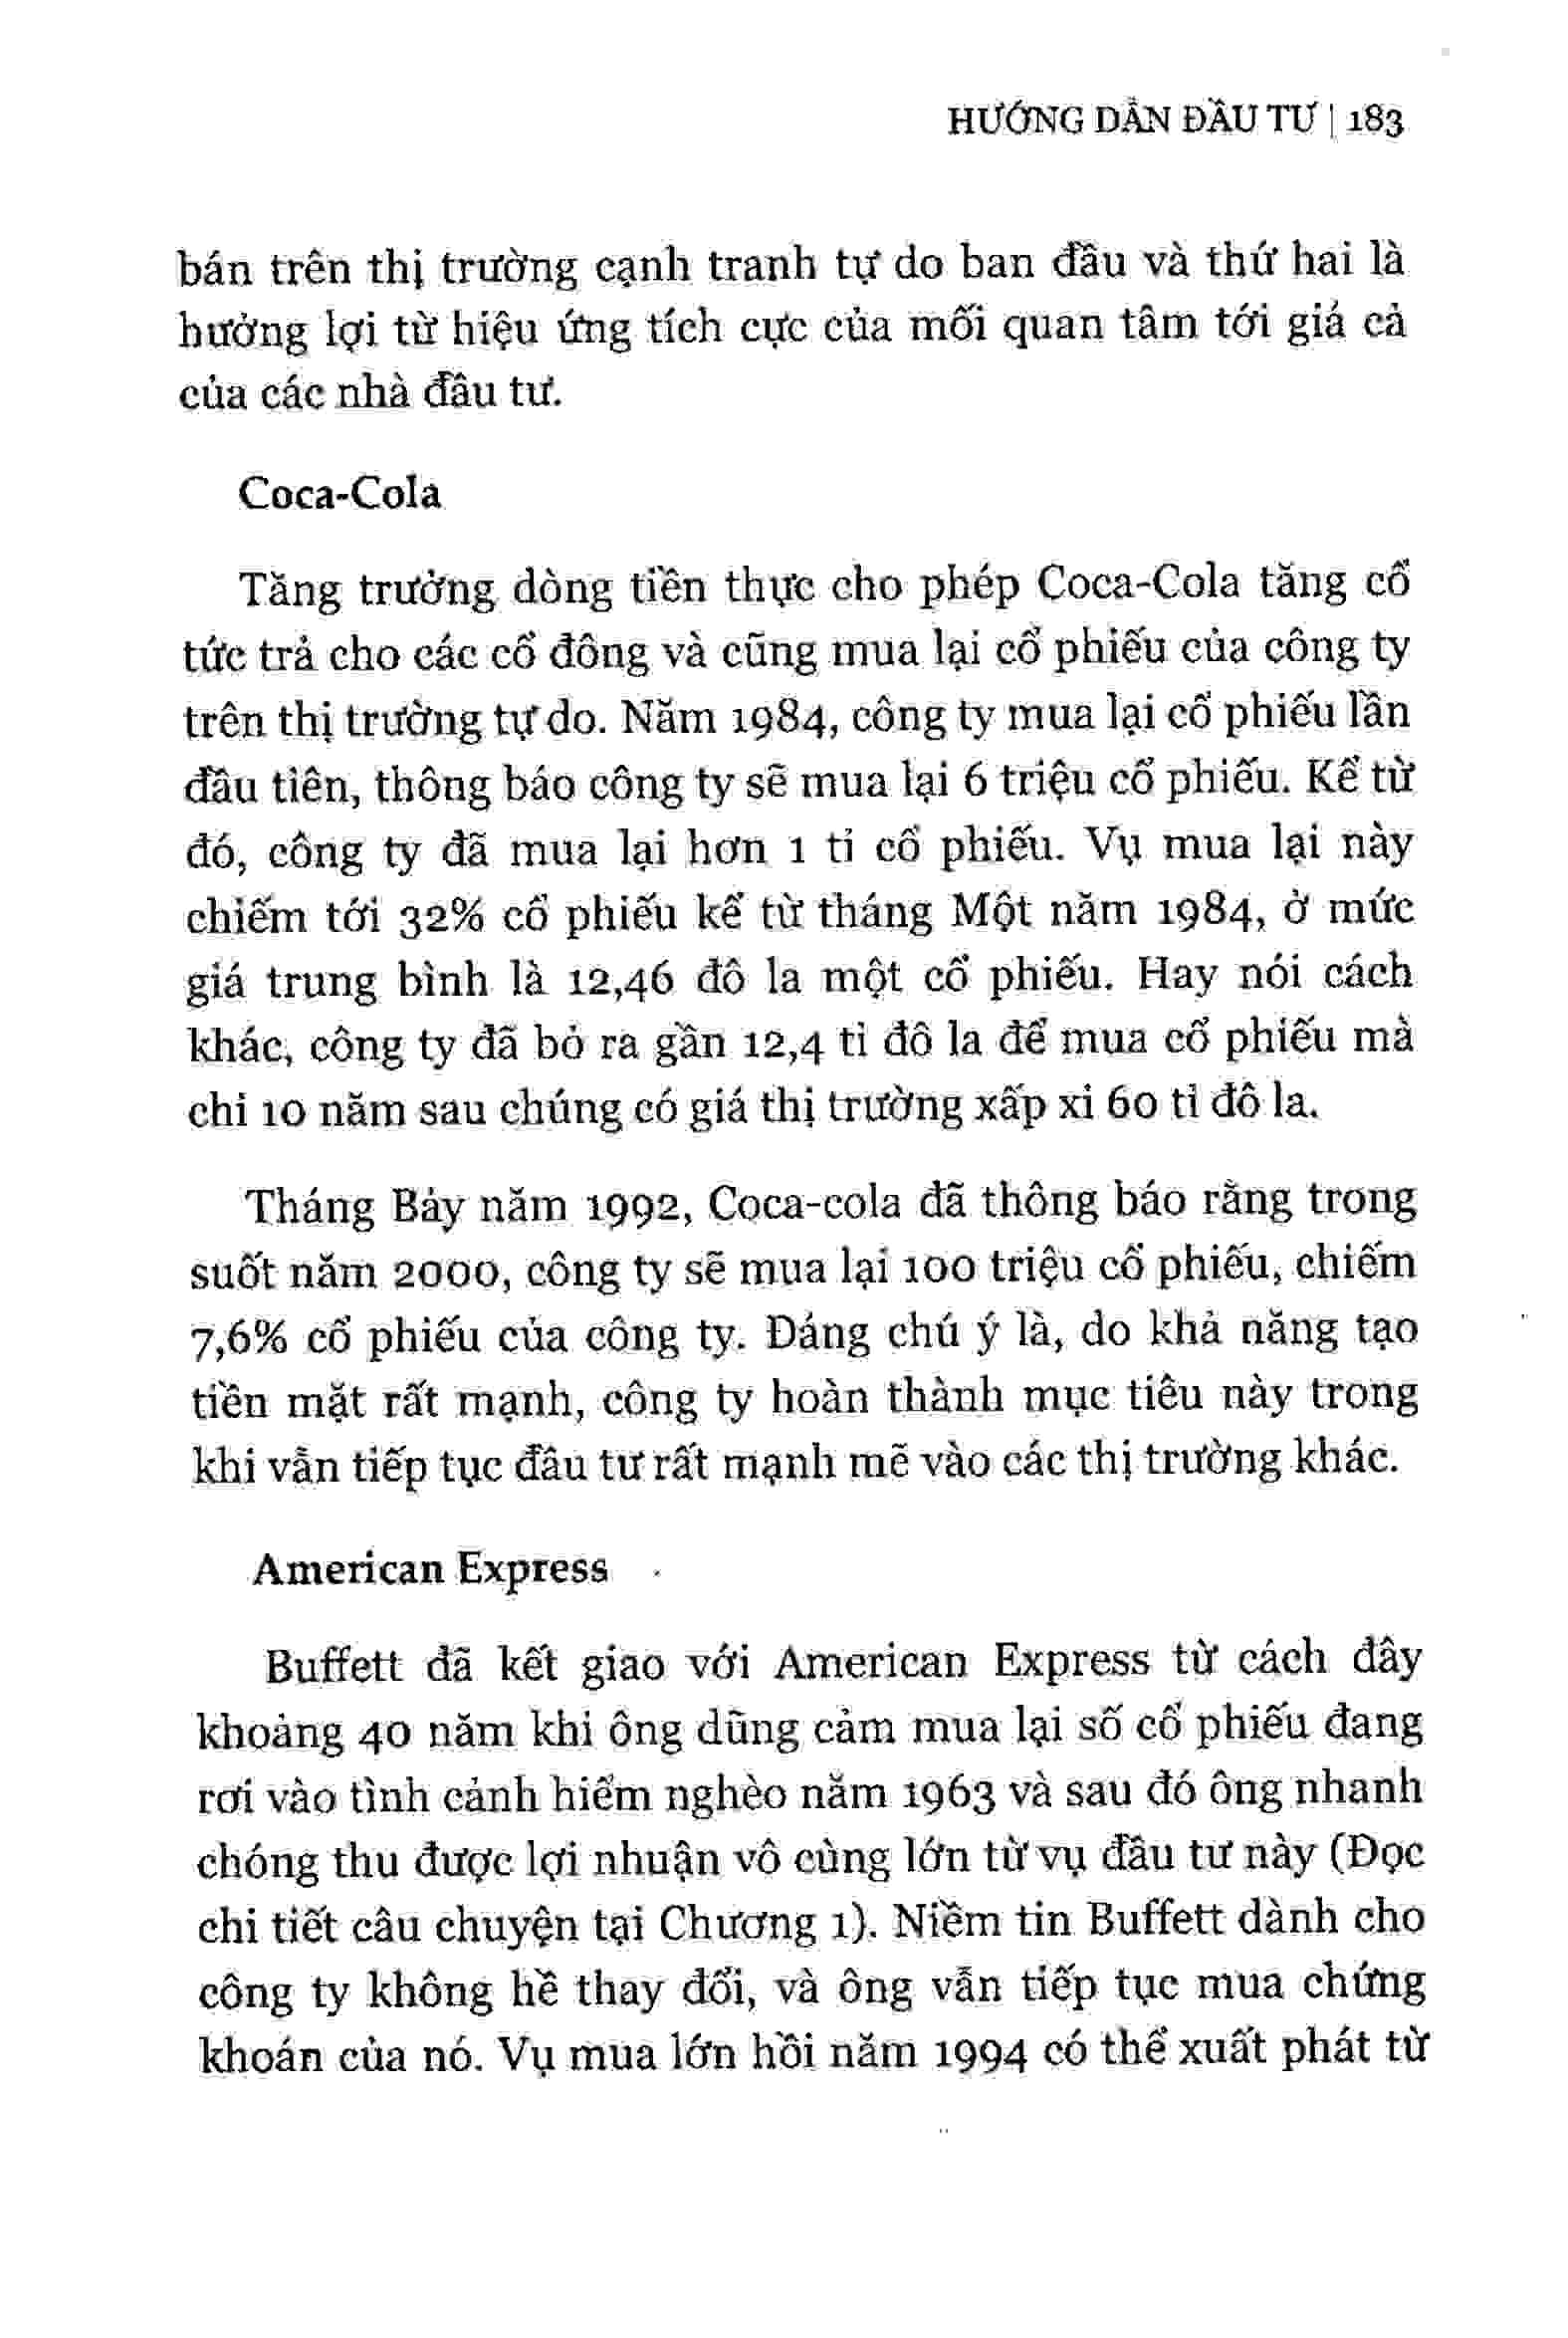 HƯỚNG DẪN ĐẦU TƯ | 183
bán trên thị trường cạnh tranh tự do ban đầu và thứ hai là
hưởng lợi từ hiệu ứng tích cực của mối quan tâm tới giá cả
của các nhà đầu tư.
Coca-Cola
Tăng trưởng dòng tiền thực cho phép Coca-Cola tăng cổ
tức trả cho các cổ đông và cũng mua lại cổ phiếu của công ty
trên thị trường tự do. Năm 1984, công ty mua lại cổ phiếu lần
đầu tiên, thông báo công ty sẽ mua lại 6 triệu cổ phiếu. Kể từ
đó, công ty đã mua lại hơn 1 tỉ cổ phiếu. Vụ mua lại này
chiếm tới 32% cổ phiếu kể từ tháng Một năm 1984, ở mức
giá trung bình là 12,46 đô la một cổ phiếu. Hay nói cách
khác, công ty đã bỏ ra gần 12,4 tỉ đô la để mua cổ phiếu mà
chỉ 10 năm sau chúng có giá thị trường xấp xỉ 60 tỉ đô la.
Tháng Bảy năm 1992, Coca-cola đã thông báo rằng trong
suốt năm 2000, công ty sẽ mua lại 100 triệu cổ phiếu, chiếm
7,6% cổ phiếu của công ty. Đáng chú ý là, do khả năng tạo
tiền mặt rất mạnh, công ty hoàn thành mục tiêu này trong
khi vẫn tiếp tục đầu tư rất mạnh mẽ vào các thị trường khác.
American Express
Buffett đã kết giao với American Express từ cách đây
khoảng 40 năm khi ông dũng cảm mua lại số cổ phiếu đang
rơi vào tình cảnh hiểm nghèo năm 1963 và sau đó ông nhanh
chóng thu được lợi nhuận vô cùng lớn từ vụ đầu tư này (Đọc
chi tiết câu chuyện tại Chương 1). Niềm tin Buffett dành cho
công ty không hề thay đổi, và ông vẫn tiếp tục mua chứng
khoán của nó. Vụ mua lớn hồi năm 1994 có thể xuất phát từ